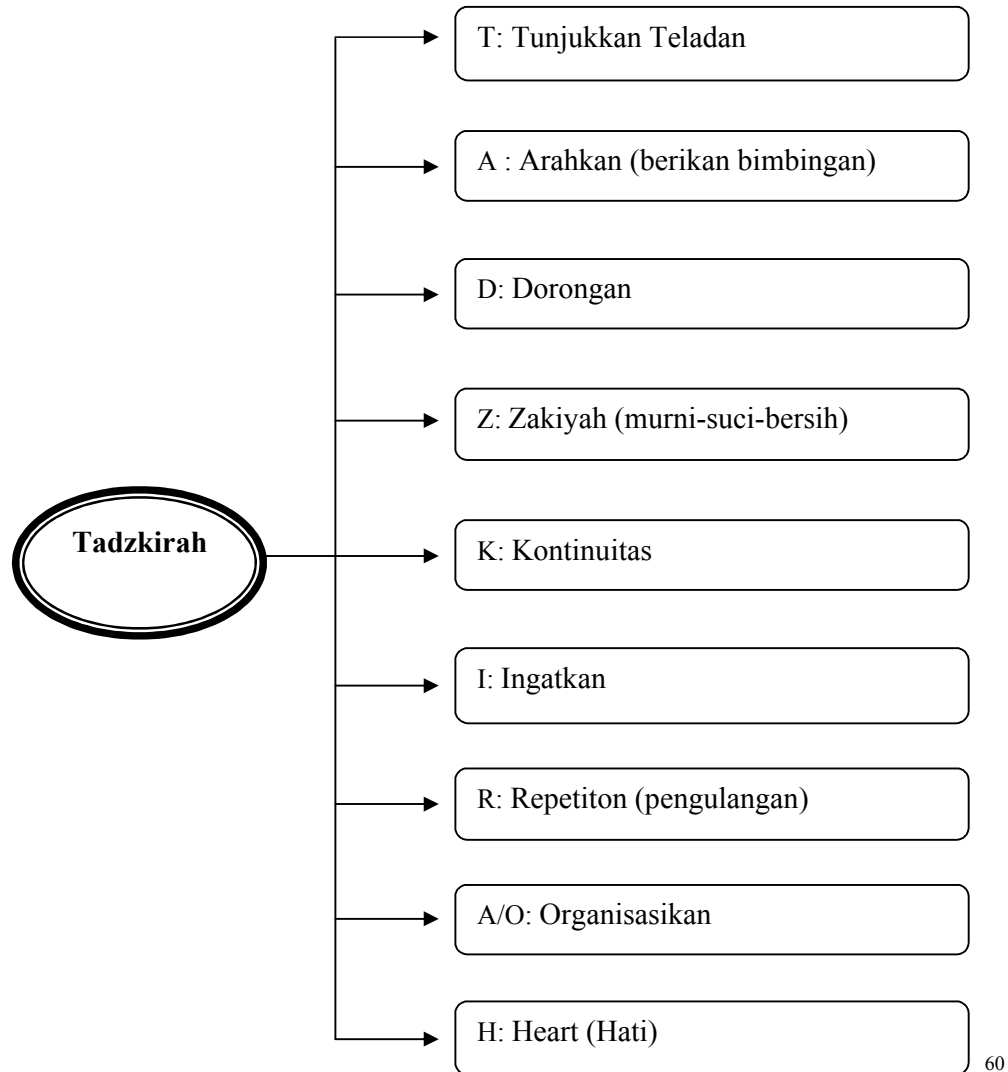 T: Tunjukkan Teladan
A : Arahkan (berikan bimbingan)
D: Dorongan
Z: Zakiyah (murni-suci-bersih)
Tadzkirah
K: Kontinuitas
I: Ingatkan
R: Repetiton (pengulangan)
A/O: Organisasikan
H: Heart (Hati)
60